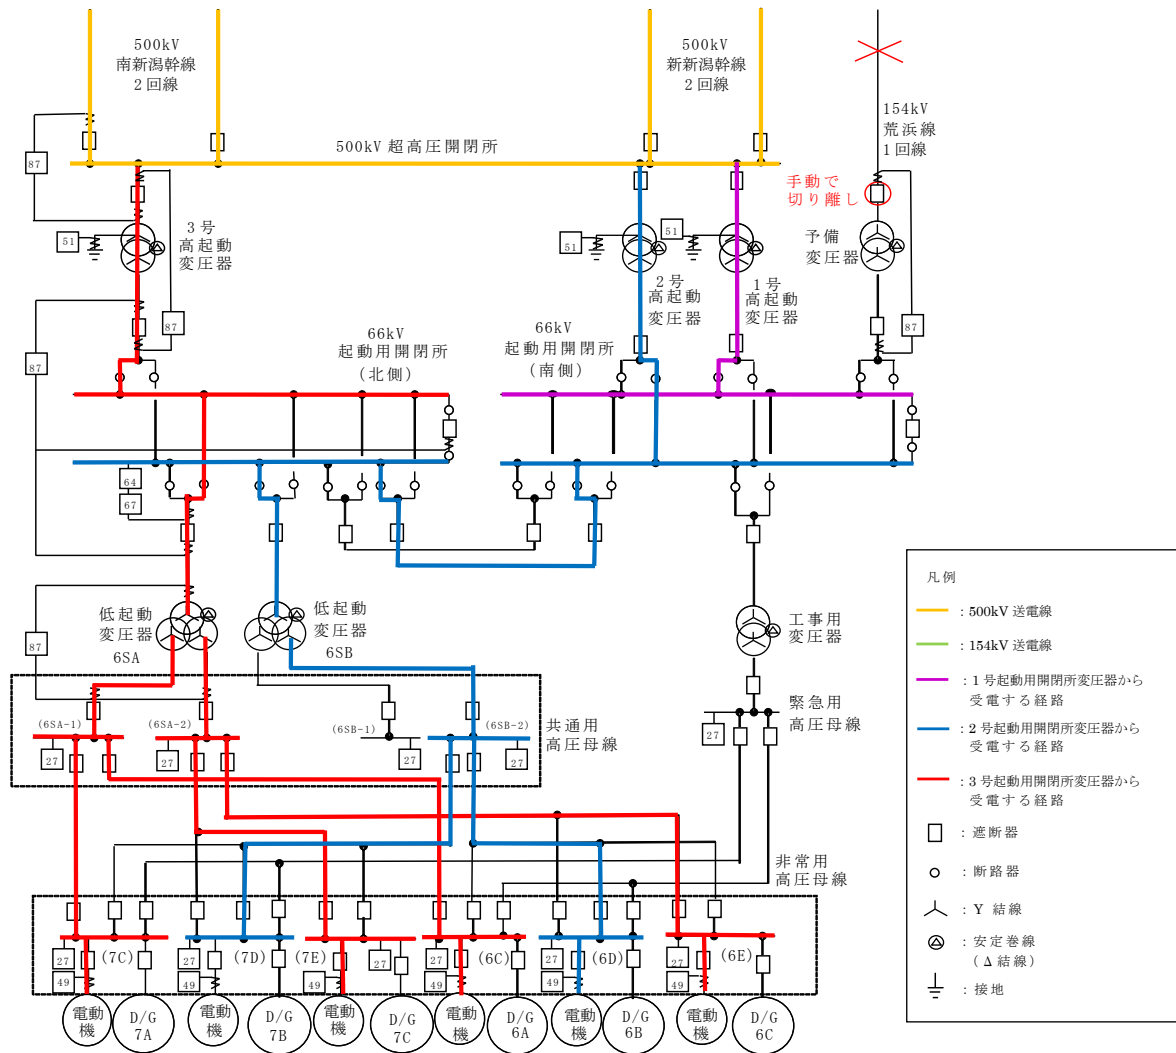 500kV
南新潟幹線
2回線
500kV
新新潟幹線
2回線
154kV
荒浜線
1回線
87
500kV 超高圧開閉所
手動で
切り離し
51
3号
高起動
変圧器
51
51
予備
変圧器
2号
高起動
変圧器
1号
高起動
変圧器
87
87
87
66kV
起動用開閉所
(北側)
66kV
起動用開閉所
(南側)
64
67
低起動
変圧器
6SA
低起動
変圧器
6SB
工事用
変圧器
87
緊急用
高圧母線
(6SA-1)
(6SA-2)
(6SB-1)
(6SB-2)
共通用
高圧母線
27
27
27
27
27
27
非常用
高圧母線
27
(7C)
27
(7D)
(7E)
27
27
(6C)
27
(6D)
27
(6E)
49
49
49
49
49
電動機
D/G
7A
電動機
D/G
7B
電動機
D/G
7C
電動機
D/G
6A
電動機
D/G
6B
電動機
D/G
6C
凡例
：500kV 送電線
：154kV 送電線
：1号起動用開閉所変圧器から
受電する経路
：2号起動用開閉所変圧器から
受電する経路
：3号起動用開閉所変圧器から
受電する経路
：遮断器
：断路器
：Y 結線
：安定巻線
(Δ結線)
：接地